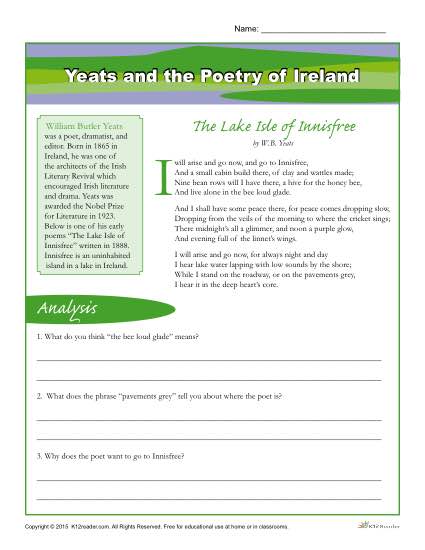 Name:
Yeats and the Poetry of Ireland
William Butler Yeats
was a poet, dramatist, and
editor. Born in 1865 in
Ireland, he was one of
the architects of the Irish
Literary Revival which
encouraged Irish literature
and drama. Yeats was
awarded the Nobel Prize
for Literature in 1923.
Below is one of his early
poems "The Lake Isle of
Innisfree" written in 1888.
Innisfree is an uninhabited
island in a lake in Ireland.
The Lake Isle of Innisfree
by W.B. Yeats
I will arise and go now, and go to Innisfree,
And a small cabin build there, of clay and wattles made;
Nine bean rows will I have there, a hive for the honey bee,
And live alone in the bee loud glade.
And I shall have some peace there, for peace comes dropping slow,
Dropping from the veils of the morning to where the cricket sings;
There midnight's all a glimmer, and noon a purple glow,
And evening full of the linnet's wings.
I will arise and go now, for always night and day
I hear lake water lapping with low sounds by the shore;
While I stand on the roadway, or on the pavements grey,
I hear it in the deep heart's core.
Analysis
1. What do you think "the bee loud glade" means?
2. What does the phrase "pavements grey" tell you about where the poet is?
3. Why does the poet want to go to Innisfree?
Copyright © 2015 K12reader.com. All Rights Reserved. Free for educational use at home or in classrooms.
K12Reader